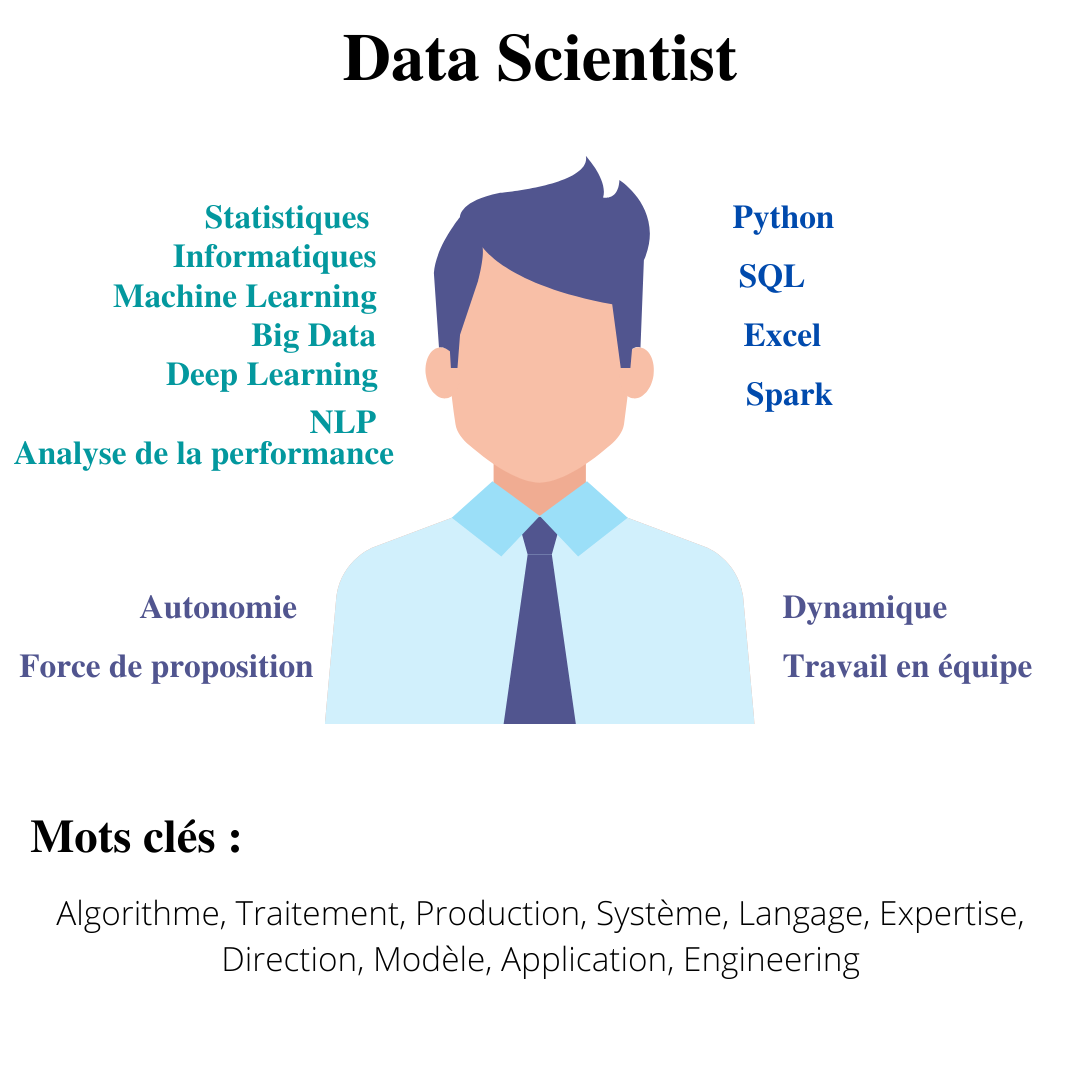 Data Scientist
Statistiques
Informatiques
Machine Learning
Big Data
Deep Learning
NLP
Analyse de la performance
Python
SQL
Excel
Spark
Autonomie
Force de proposition
Dynamique
Travail en équipe
Mots clés :
Algorithme, Traitement, Production, Système, Langage, Expertise,
Direction, Modèle, Application, Engineering